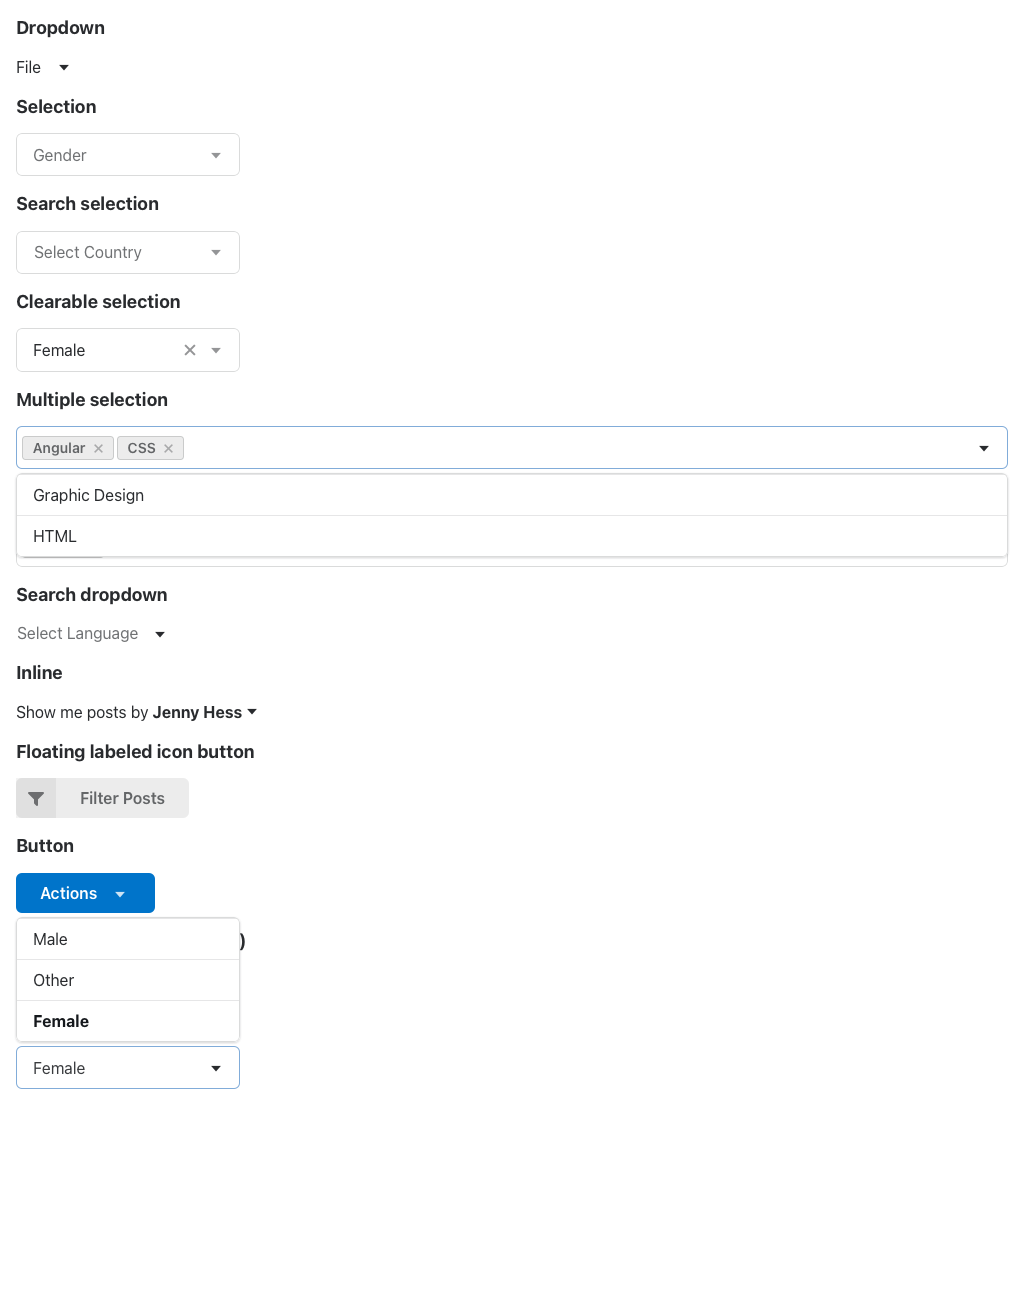 Dropdown
File
Selection
Gender
Search selection
Select Country
Clearable selection
Female
Multiple selection
Angular CSS
Graphic Design
HTML
Search dropdown
Select Language
Inline
Show me posts by Jenny Hess
Floating labeled icon button
Filter Posts
Button
Actions
Male
)
Other
Female
Female